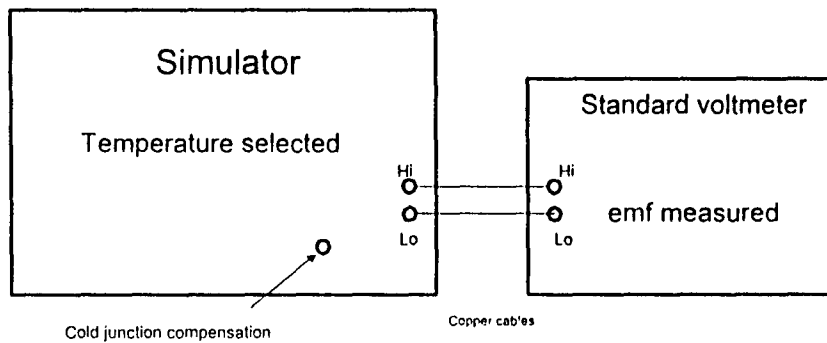 Simulator
Standard voltmeter
Temperature selected
Hi
Hi
emf measured
Lo
Lo
Cold junction compensation
Copper cables